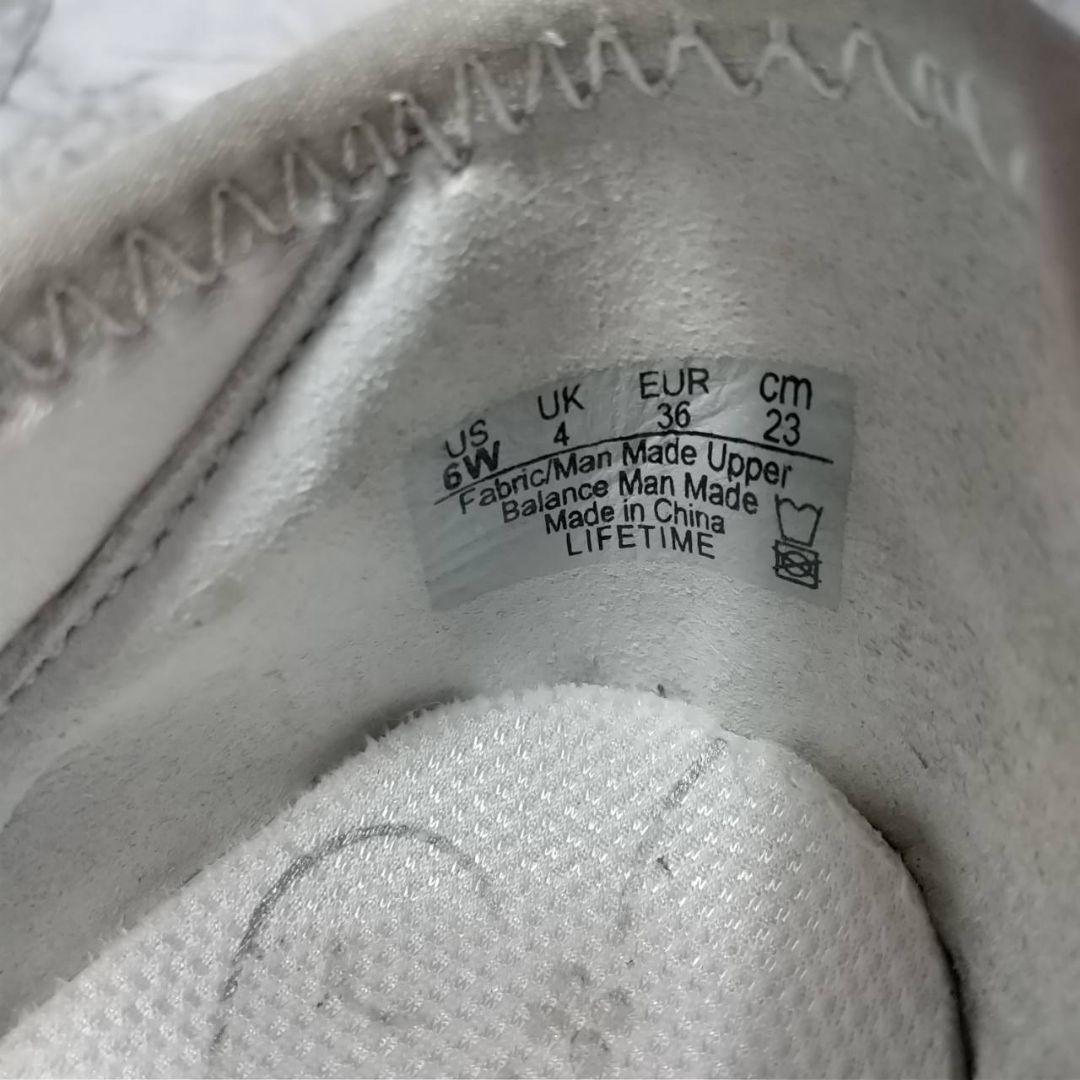 US UK EUR cm
6W 4 36 23
Fabric/Man Made Upper
Balance Man Made
Made in China
LIFETIME